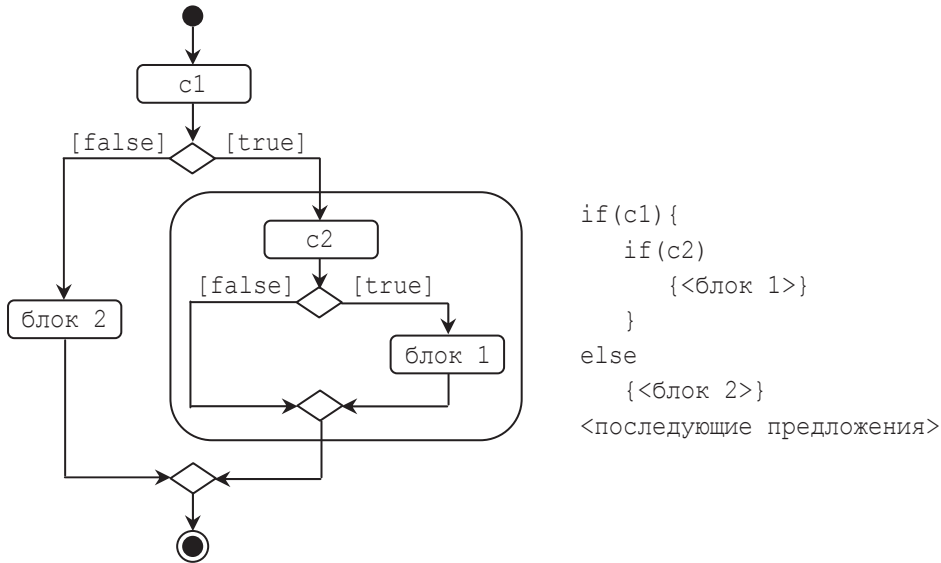 c1
[false] [true]
c2
[false] [true]
блок 2
блок 1
if(c1){
if(c2)
{<блок 1>}
}
else
{<блок 2>}
<последующие предложения>